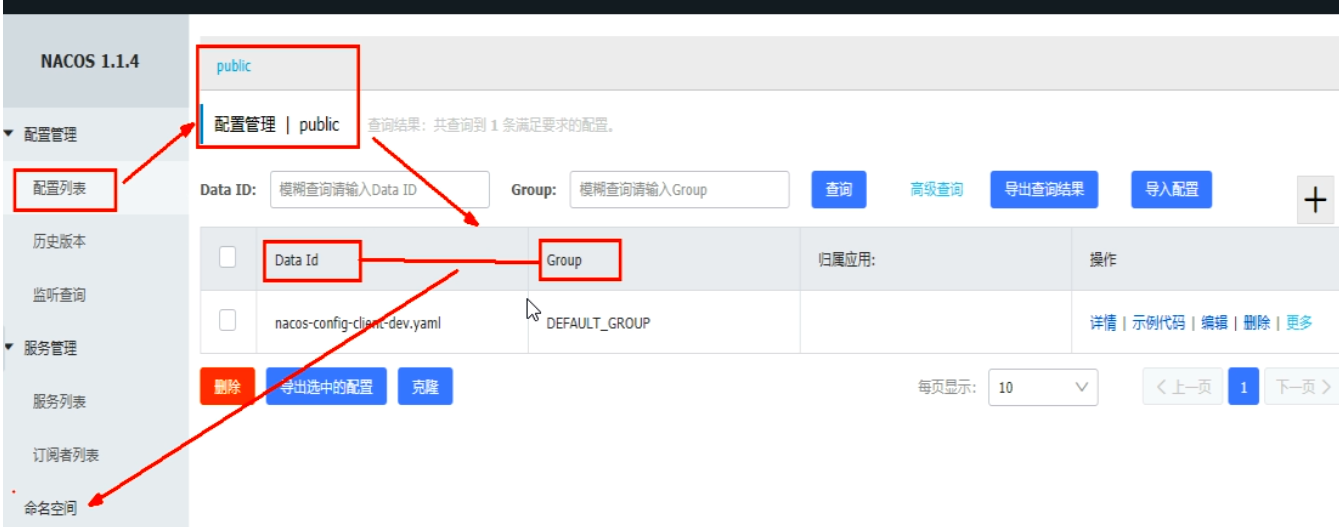 NACOS 1.1.4
public
配置管理 | public 查询结果：共查询到 1 条满足要求的配置。
配置管理
配置列表
历史版本
监听查询
服务管理
服务列表
订阅者列表
命名空间
Data ID: 模糊查询请输入Data ID Group: 模糊查询请输入Group 查询 高级查询 导出查询结果 导入配置 +
Data Id Group 归属应用: 操作
nacos-config-client-dev.yaml DEFAULT_GROUP 详情 | 示例代码 | 编辑 | 删除 | 更多
删除 导出选中的配置 克隆 每页显示: 10 < 上一页 1 下一页 >